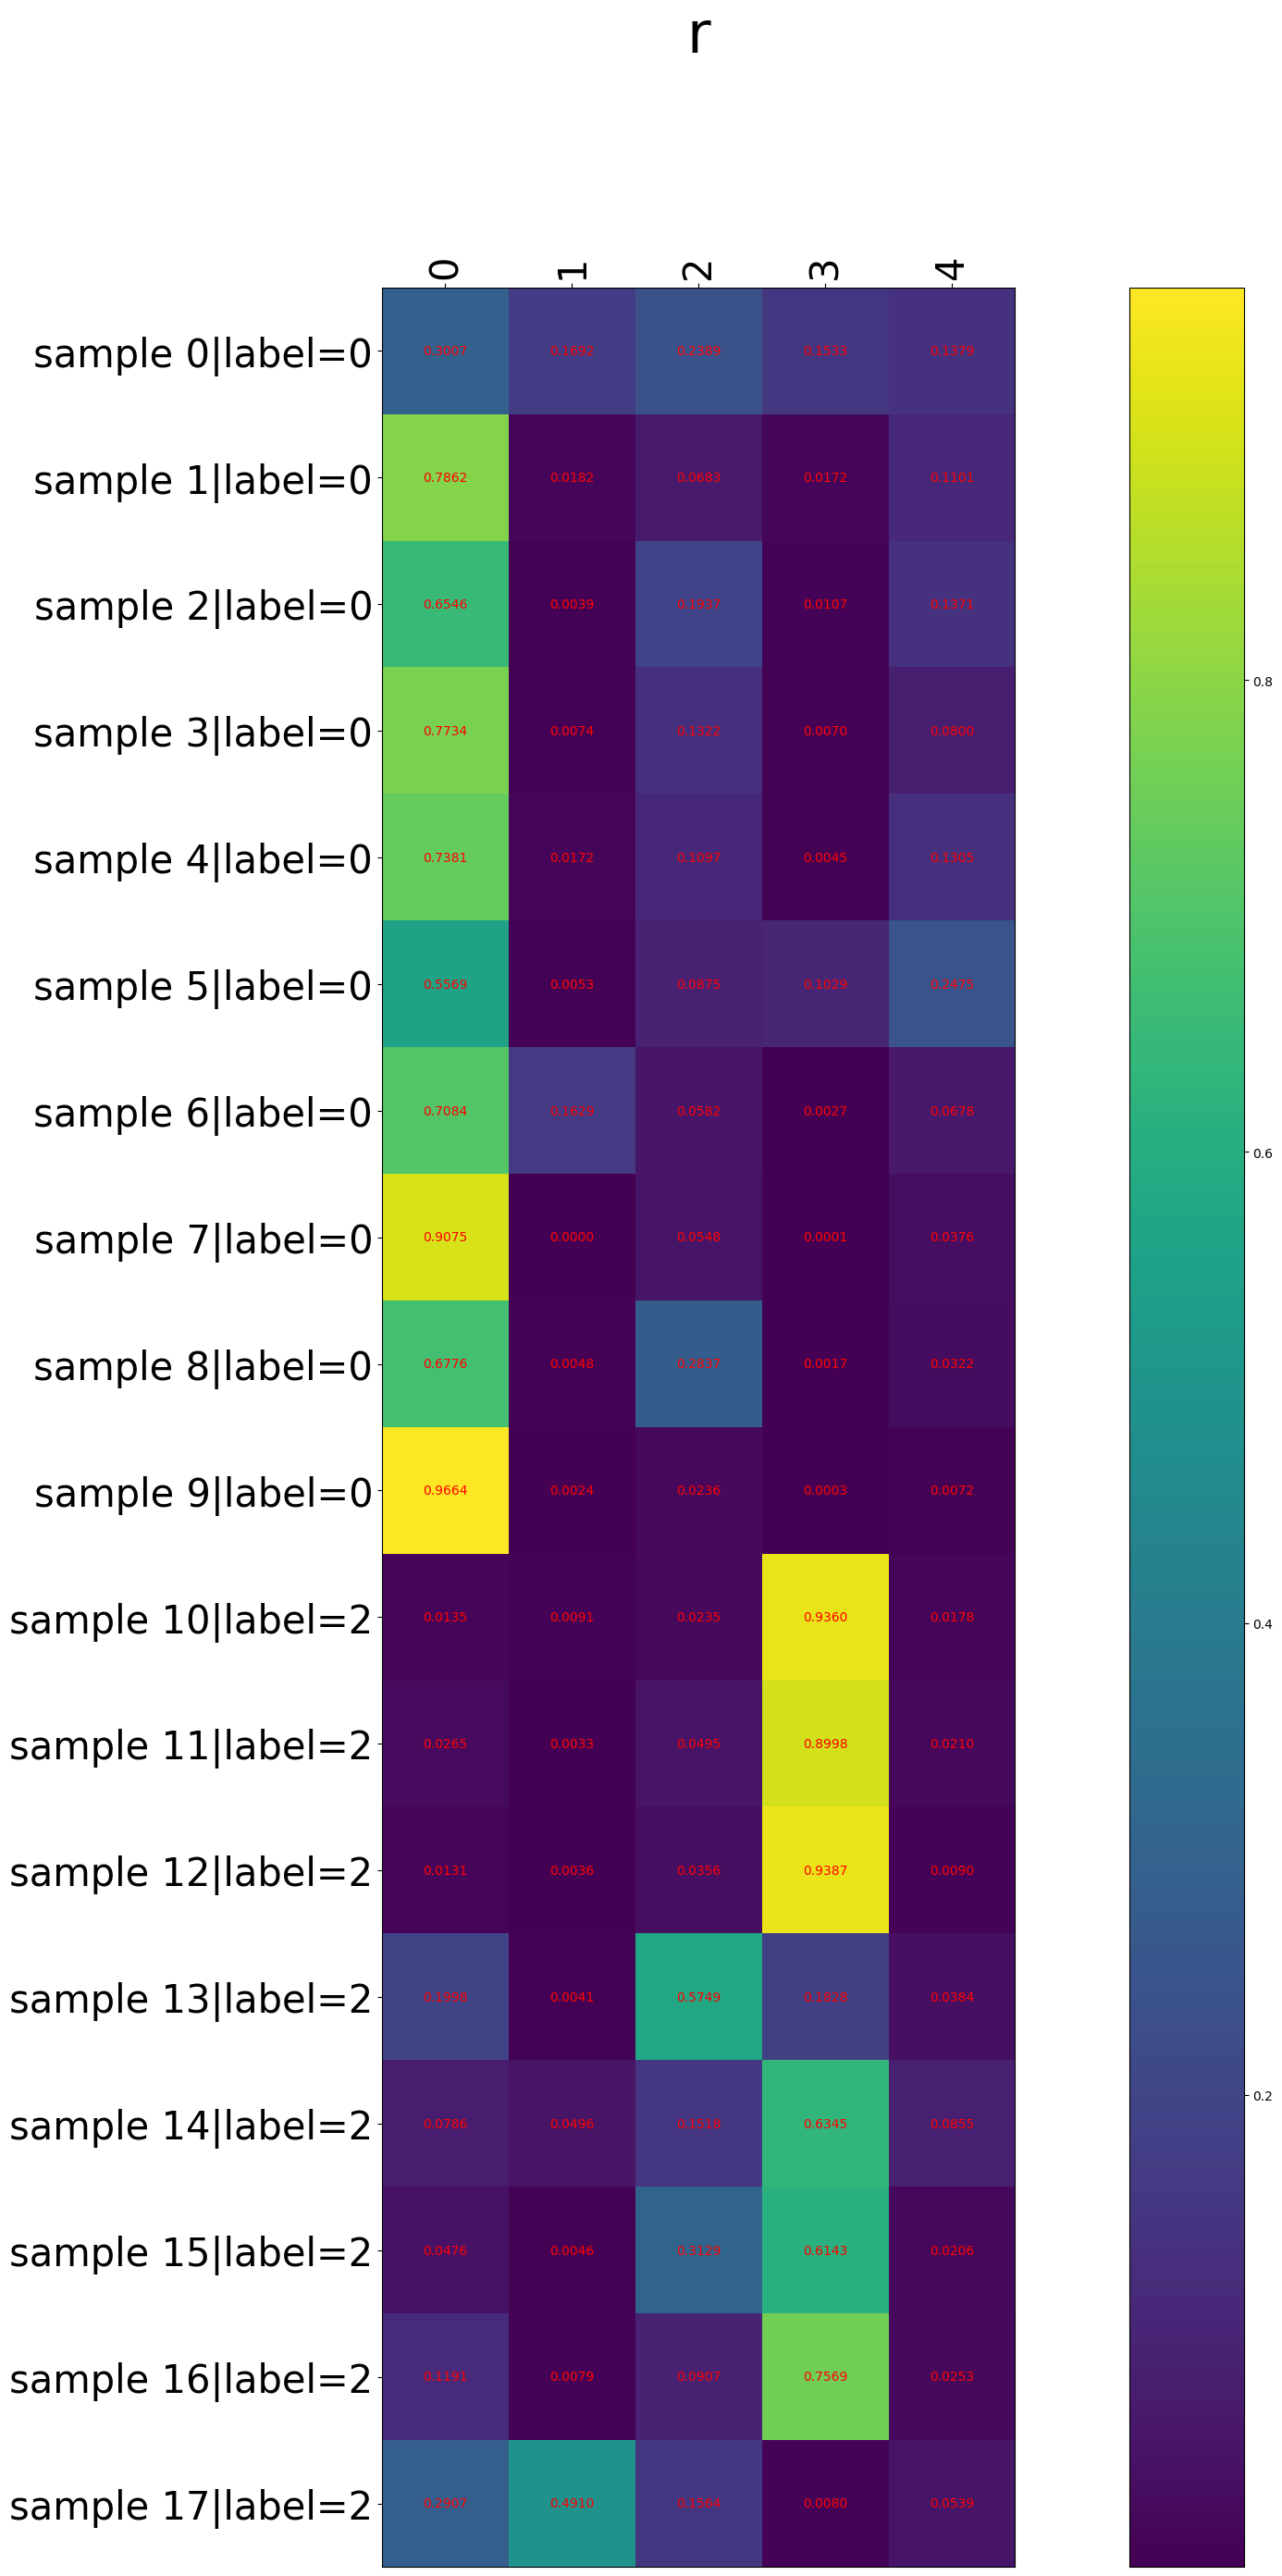 r
0 1 2 3 4
sample 0|label=0 0.3007 0.1692 0.2389 0.1533 0.1379
sample 1|label=0 0.7862 0.0182 0.0683 0.0172 0.1101
0.8
sample 2|label=0 0.6546 0.0039 0.1937 0.0107 0.1371
sample 3|label=0 0.7734 0.0074 0.1322 0.0070 0.0800
sample 4|label=0 0.7381 0.0172 0.1097 0.0045 0.1305
sample 5|label=0 0.5569 0.0053 0.0875 0.1029 0.2475
sample 6|label=0 0.7084 0.1629 0.0582 0.0027 0.0678
0.6
sample 7|label=0 0.9075 0.0000 0.0548 0.0001 0.0376
sample 8|label=0 0.6776 0.0048 0.2837 0.0017 0.0322
sample 9|label=0 0.9664 0.0024 0.0236 0.0003 0.0072
sample 10|label=2 0.0135 0.0091 0.0235 0.9360 0.0178
0.4
sample 11|label=2 0.0265 0.0033 0.0495 0.8998 0.0210
sample 12|label=2 0.0131 0.0036 0.0356 0.9387 0.0090
sample 13|label=2 0.1998 0.0041 0.5749 0.1828 0.0384
0.2
sample 14|label=2 0.0786 0.0496 0.1518 0.6345 0.0855
sample 15|label=2 0.0476 0.0046 0.3129 0.6143 0.0206
sample 16|label=2 0.1191 0.0079 0.0907 0.7569 0.0253
sample 17|label=2 0.2907 0.4910 0.1564 0.0080 0.0539